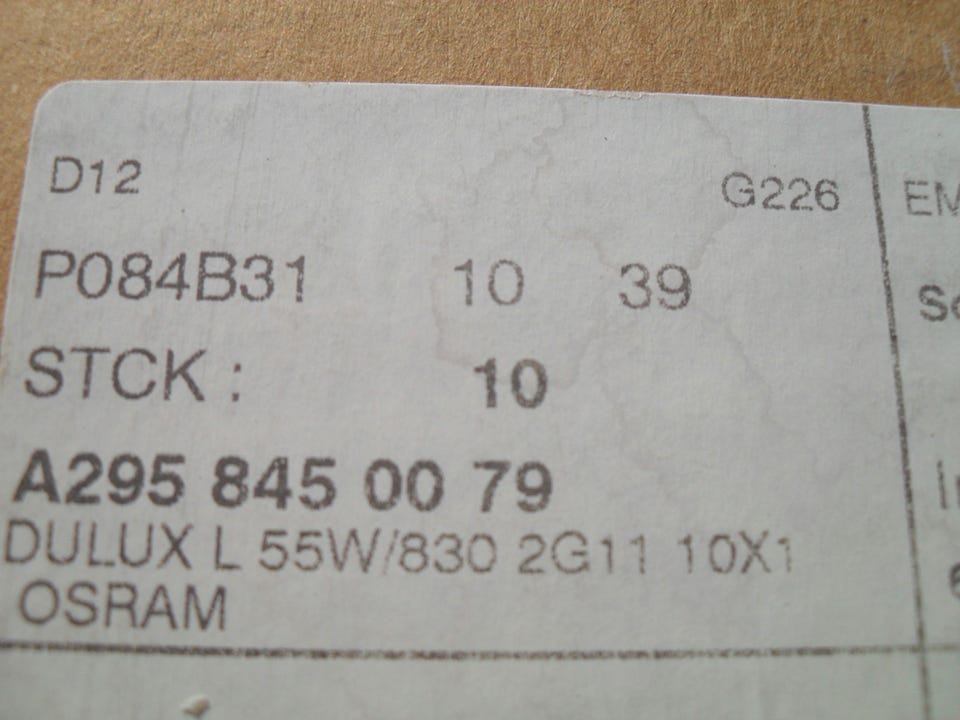 D12 G226
P084B31 10 39
STCK : 10
A295 845 00 79
DULUX L 55W/830 2G11 10X1
OSRAM